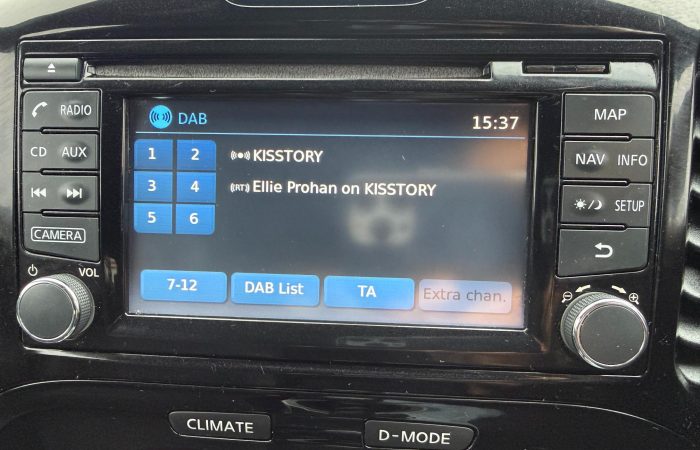 RADIO
CD AUX
CAMERA
VOL
DAB 15:37
1 2
3 4
5 6
KISSTORY
(RT) Ellie Prohan on KISSTORY
7-12 DAB List TA Extra chan.
MAP
NAV INFO
SETUP
CLIMATE
D-MODE